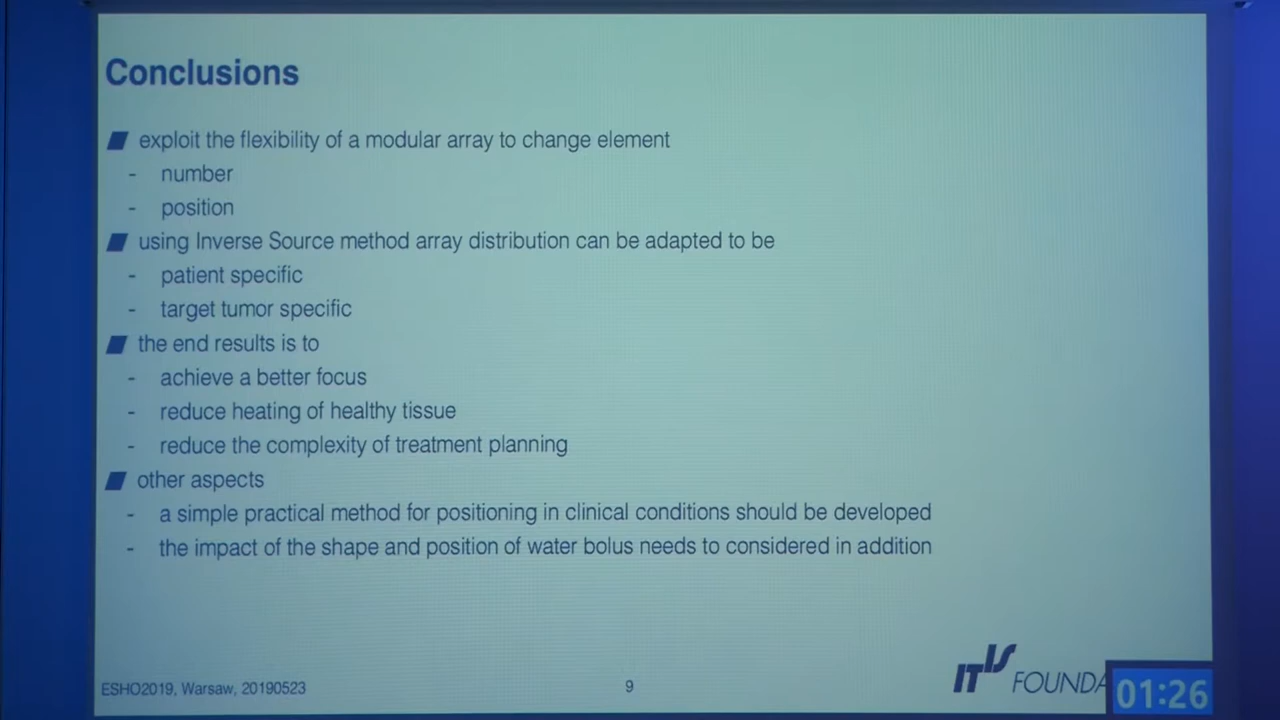 Conclusions
exploit the flexibility of a modular array to change element
- number
- position
using Inverse Source method array distribution can be adapted to be
- patient specific
- target tumor specific
the end results is to
- achieve a better focus
- reduce heating of healthy tissue
- reduce the complexity of treatment planning
other aspects
- a simple practical method for positioning in clinical conditions should be developed
- the impact of the shape and position of water bolus needs to considered in addition
ESHO2019, Warsaw, 20190523
9
IT'IS FOUNDA
01:26